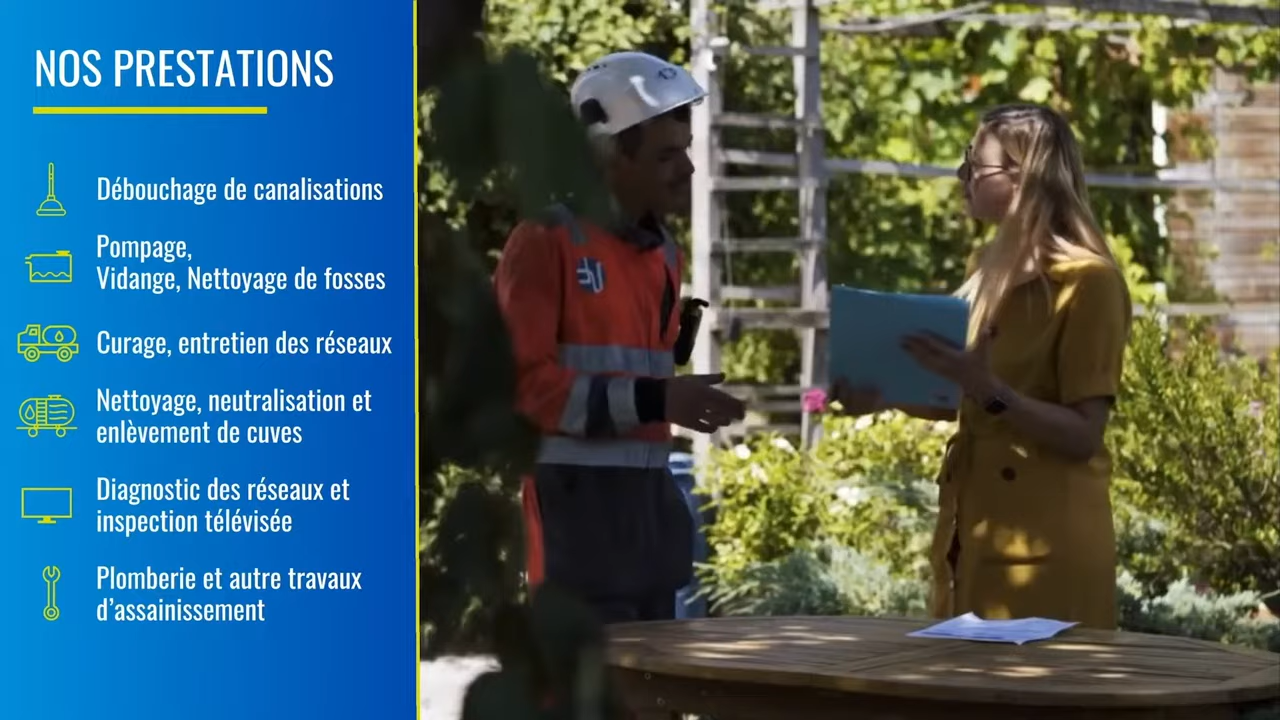 NOS PRESTATIONS
Débouchage de canalisations
Pompage,
Vidange, Nettoyage de fosses
Curage, entretien des réseaux
Nettoyage, neutralisation et
enlèvement de cuves
Diagnostic des réseaux et
inspection télévisée
Plomberie et autre travaux
d'assainissement